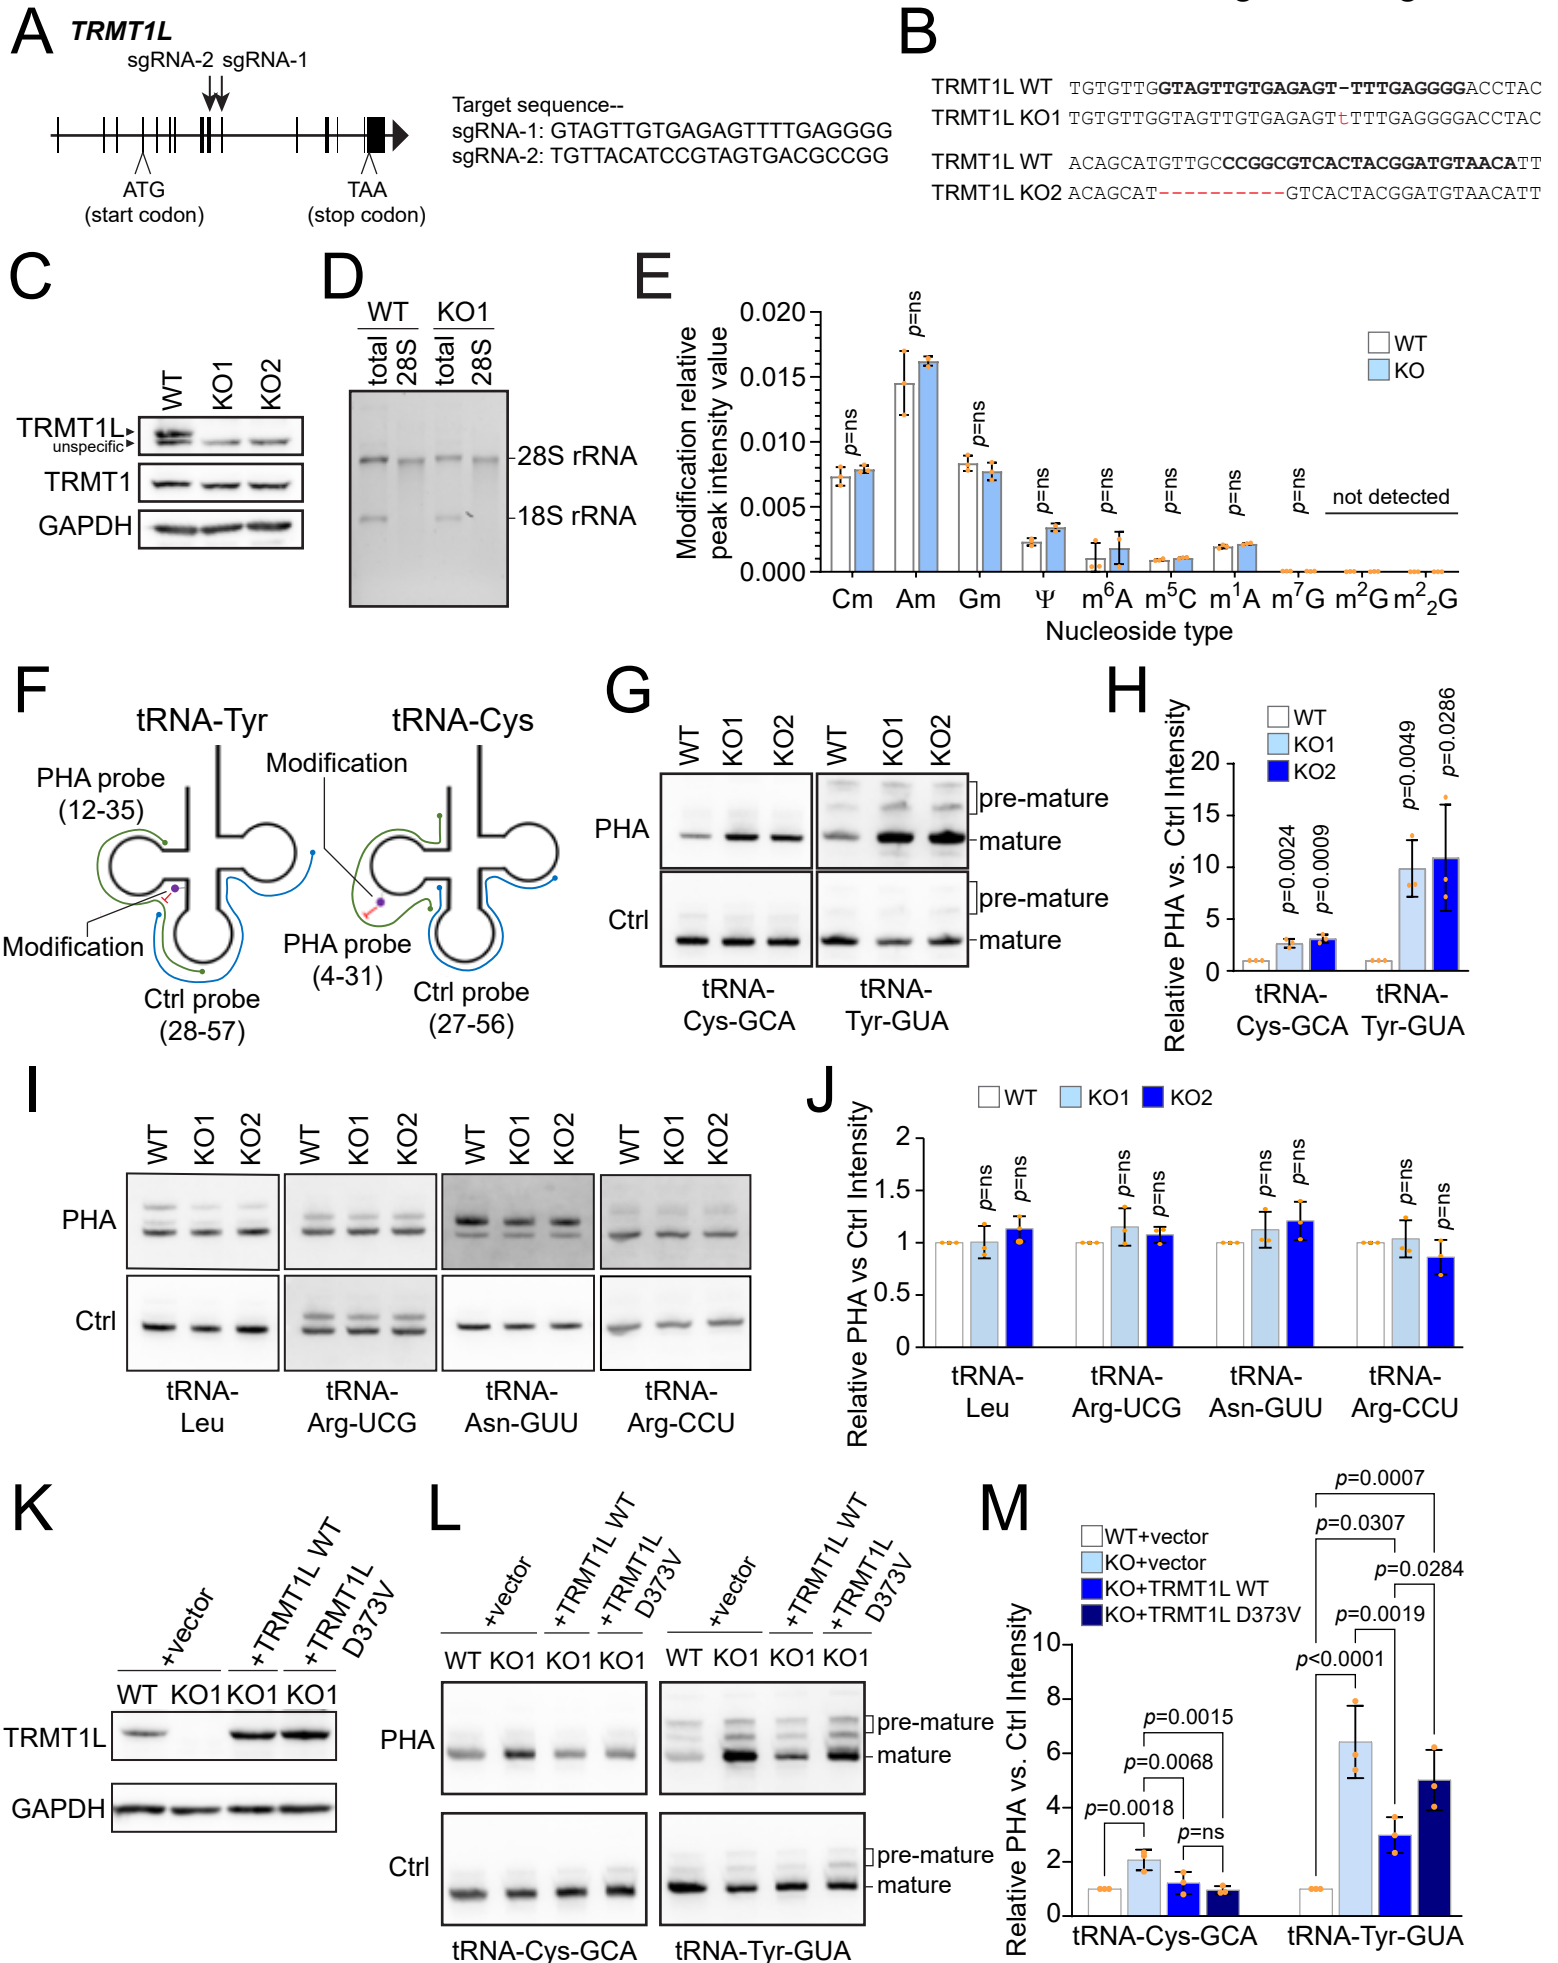 A
TRMT1L
sgRNA-2 sgRNA-1
ATG
(start codon)
TAA
(stop codon)
Target sequence--
sgRNA-1: GTAGTTGTGAGAGTTTTGAGGGG
sgRNA-2: TGTTACATCCGTAGTGACGCCGG
B
TRMT1L WT TGTGTTGGTAGTTGTGAGAGT-TTTGAGGGGACCTAC
TRMT1L KO1 TGTGTTGGTAGTTGTGAGAGTtTTTGAGGGGACCTAC
TRMT1L WT ACAGCATGTTGCCCGGCGTCACTACGGATGTAACATT
TRMT1L KO2 ACAGCAT----------GTCACTACGGATGTAACATT
C
WT KO1 KO2
TRMT1L
unspecific
TRMT1
GAPDH
D
WT KO1
total 28S total 28S
28S rRNA
18S rRNA
E
Modification relative
peak intensity value
0.020
0.015
0.010
0.005
0.000
p=ns p=ns p=ns p=ns p=ns p=ns p=ns p=ns
not detected
WT
KO
Cm Am Gm Ψ m6A m5C m1A m7G m2G m22G
Nucleoside type
F
tRNA-Tyr tRNA-Cys
PHA probe
(12-35)
Modification
Modification
Ctrl probe
(28-57)
PHA probe
(4-31)
Ctrl probe
(27-56)
G
WT KO1 KO2 WT KO1 KO2
PHA
pre-mature
mature
Ctrl
pre-mature
mature
tRNA-
Cys-GCA
tRNA-
Tyr-GUA
H
Relative PHA vs. Ctrl Intensity
WT
KO1
KO2
20
15
10
5
0
p=0.0024 p=0.0009 p=0.0049 p=0.0286
tRNA-
Cys-GCA
tRNA-
Tyr-GUA
I
WT KO1 KO2 WT KO1 KO2 WT KO1 KO2 WT KO1 KO2
PHA
Ctrl
tRNA-
Leu
tRNA-
Arg-UCG
tRNA-
Asn-GUU
tRNA-
Arg-CCU
J
WT KO1 KO2
Relative PHA vs Ctrl Intensity
2
1.5
1
0.5
0
p=ns p=ns p=ns p=ns p=ns p=ns p=ns p=ns
tRNA-
Leu
tRNA-
Arg-UCG
tRNA-
Asn-GUU
tRNA-
Arg-CCU
K
+vector +TRMT1L WT +TRMT1L
D373V
WT KO1 KO1 KO1
TRMT1L
GAPDH
L
+vector +TRMT1L WT +TRMT1L
D373V
+vector +TRMT1L WT +TRMT1L
D373V
WT KO1 KO1 KO1 WT KO1 KO1 KO1
PHA
pre-mature
mature
Ctrl
pre-mature
mature
tRNA-Cys-GCA tRNA-Tyr-GUA
M
WT+vector
KO+vector
KO+TRMT1L WT
KO+TRMT1L D373V
Relative PHA vs. Ctrl Intensity
10
8
6
4
2
0
p=0.0018
p=0.0068
p=0.0015
p=ns
p<0.0001
p=0.0019
p=0.0284
p=0.0307
p=0.0007
tRNA-Cys-GCA tRNA-Tyr-GUA